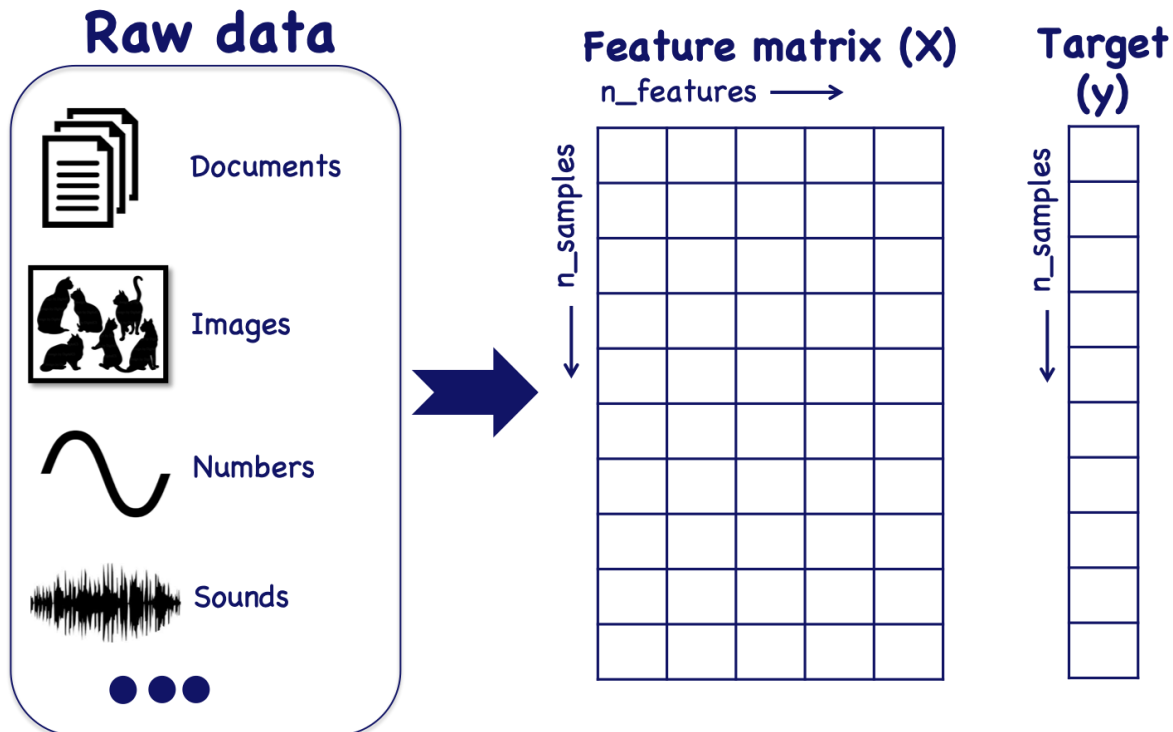 Raw data
Documents
Images
Numbers
Sounds
Feature matrix (X)
n_features
n_samples
Target
(y)
n_samples